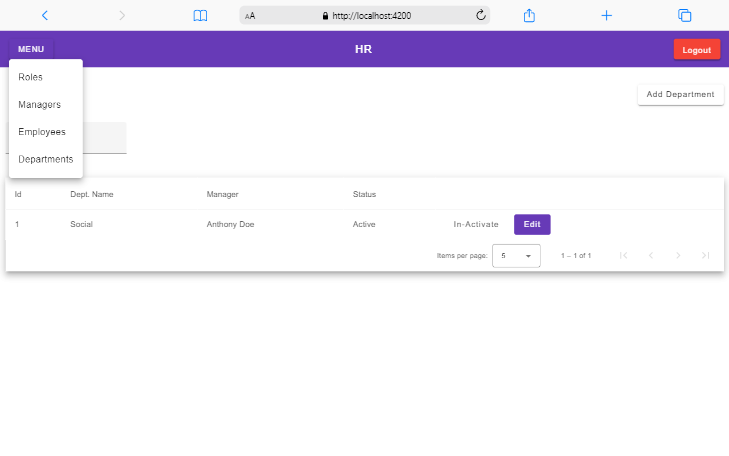 AA http://localhost:4200
MENU HR Logout
Roles
Managers
Employees
Departments
Add Department
Id Dept. Name Manager Status
1 Social Anthony Doe Active In-Activate Edit
Items per page: 5 1 – 1 of 1